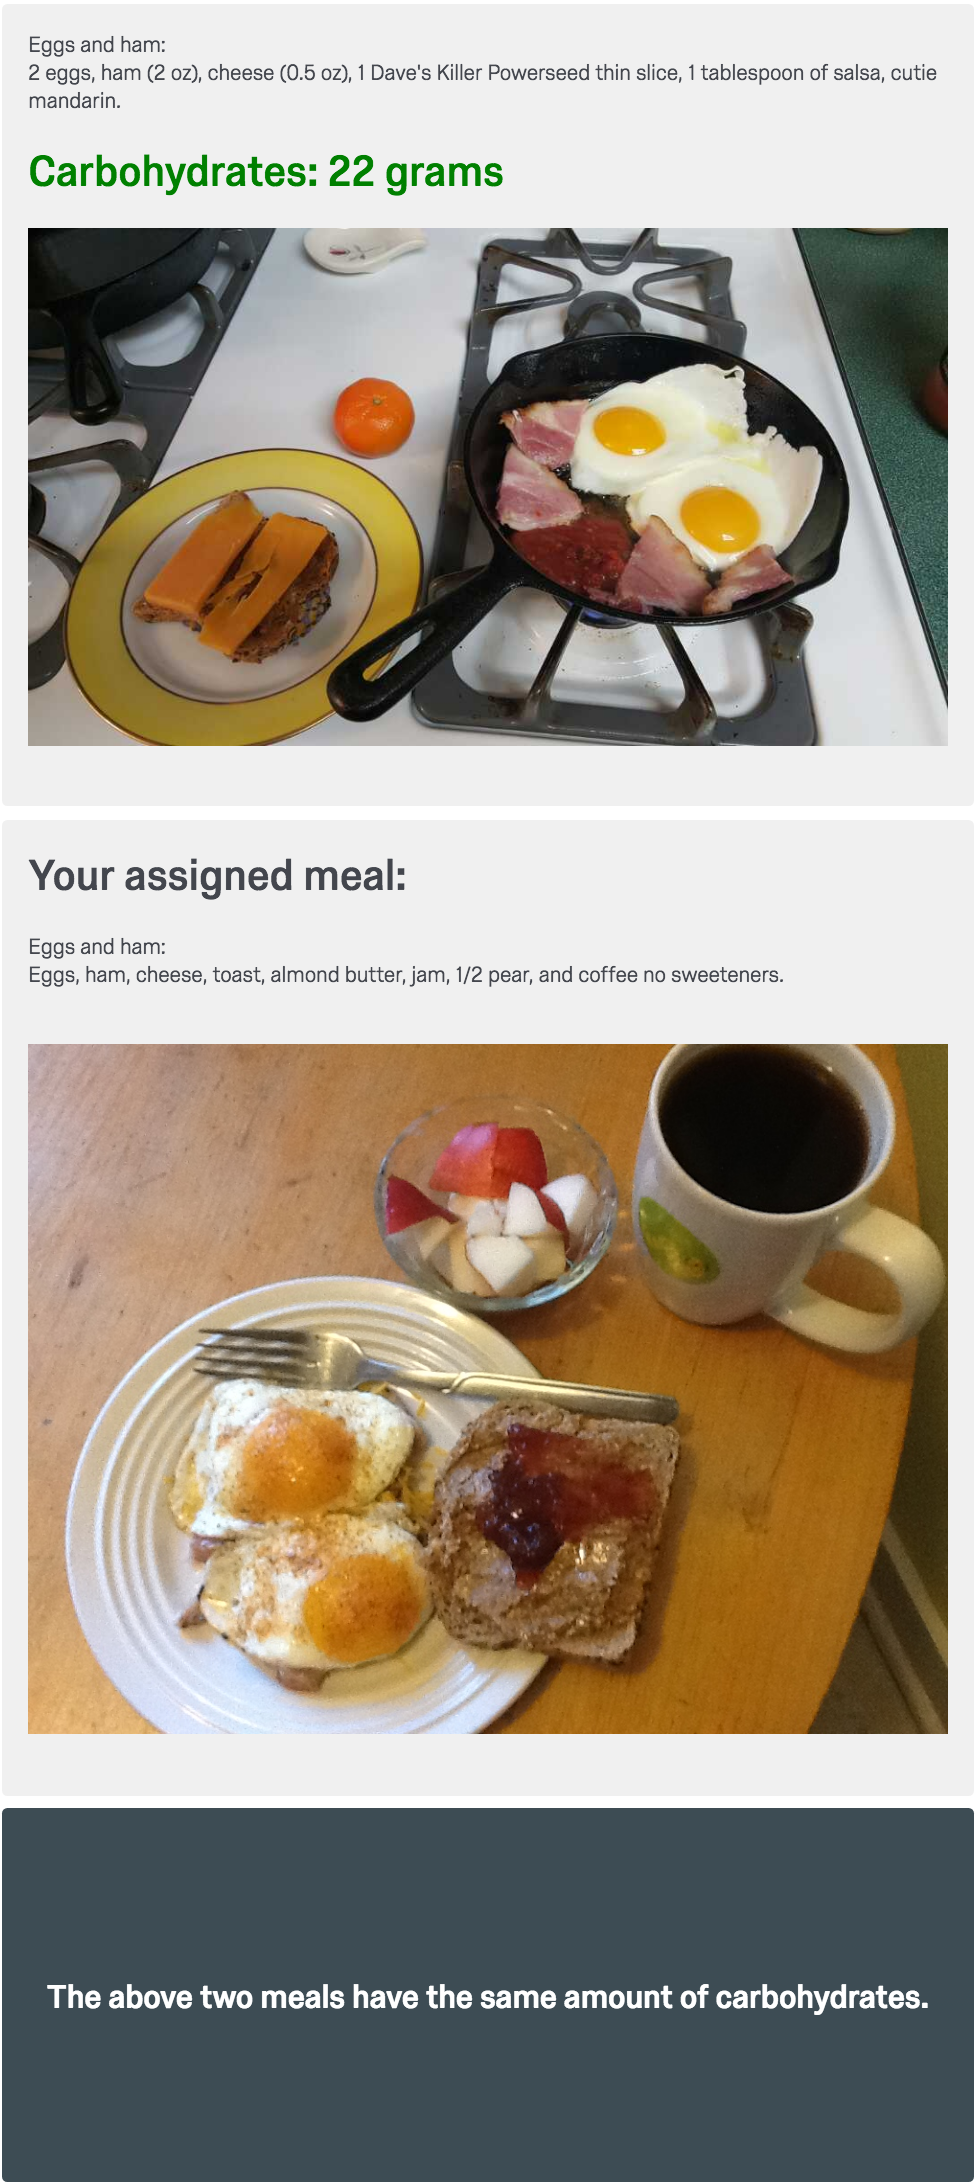 Eggs and ham:
2 eggs, ham (2 oz), cheese (0.5 oz), 1 Dave's Killer Powerseed thin slice, 1 tablespoon of salsa, cutie
mandarin.
Carbohydrates: 22 grams
Your assigned meal:
Eggs and ham:
Eggs, ham, cheese, toast, almond butter, jam, 1/2 pear, and coffee no sweeteners.
The above two meals have the same amount of carbohydrates.